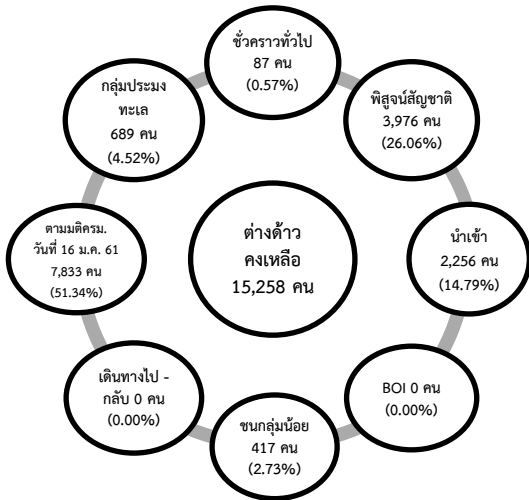 ชั่วคราวทั่วไป
87 คน
(0.57%)
พิสูจน์สัญชาติ
3,976 คน
(26.06%)
นำเข้า
2,256 คน
(14.79%)
BOI 0 คน
(0.00%)
ชนกลุ่มน้อย
417 คน
(2.73%)
เดินทางไป -
กลับ 0 คน
(0.00%)
ตามมติครม.
วันที่ 16 ม.ค. 61
7,833 คน
(51.34%)
กลุ่มประมง
ทะเล
689 คน
(4.52%)
ต่างด้าว
คงเหลือ
15,258 คน